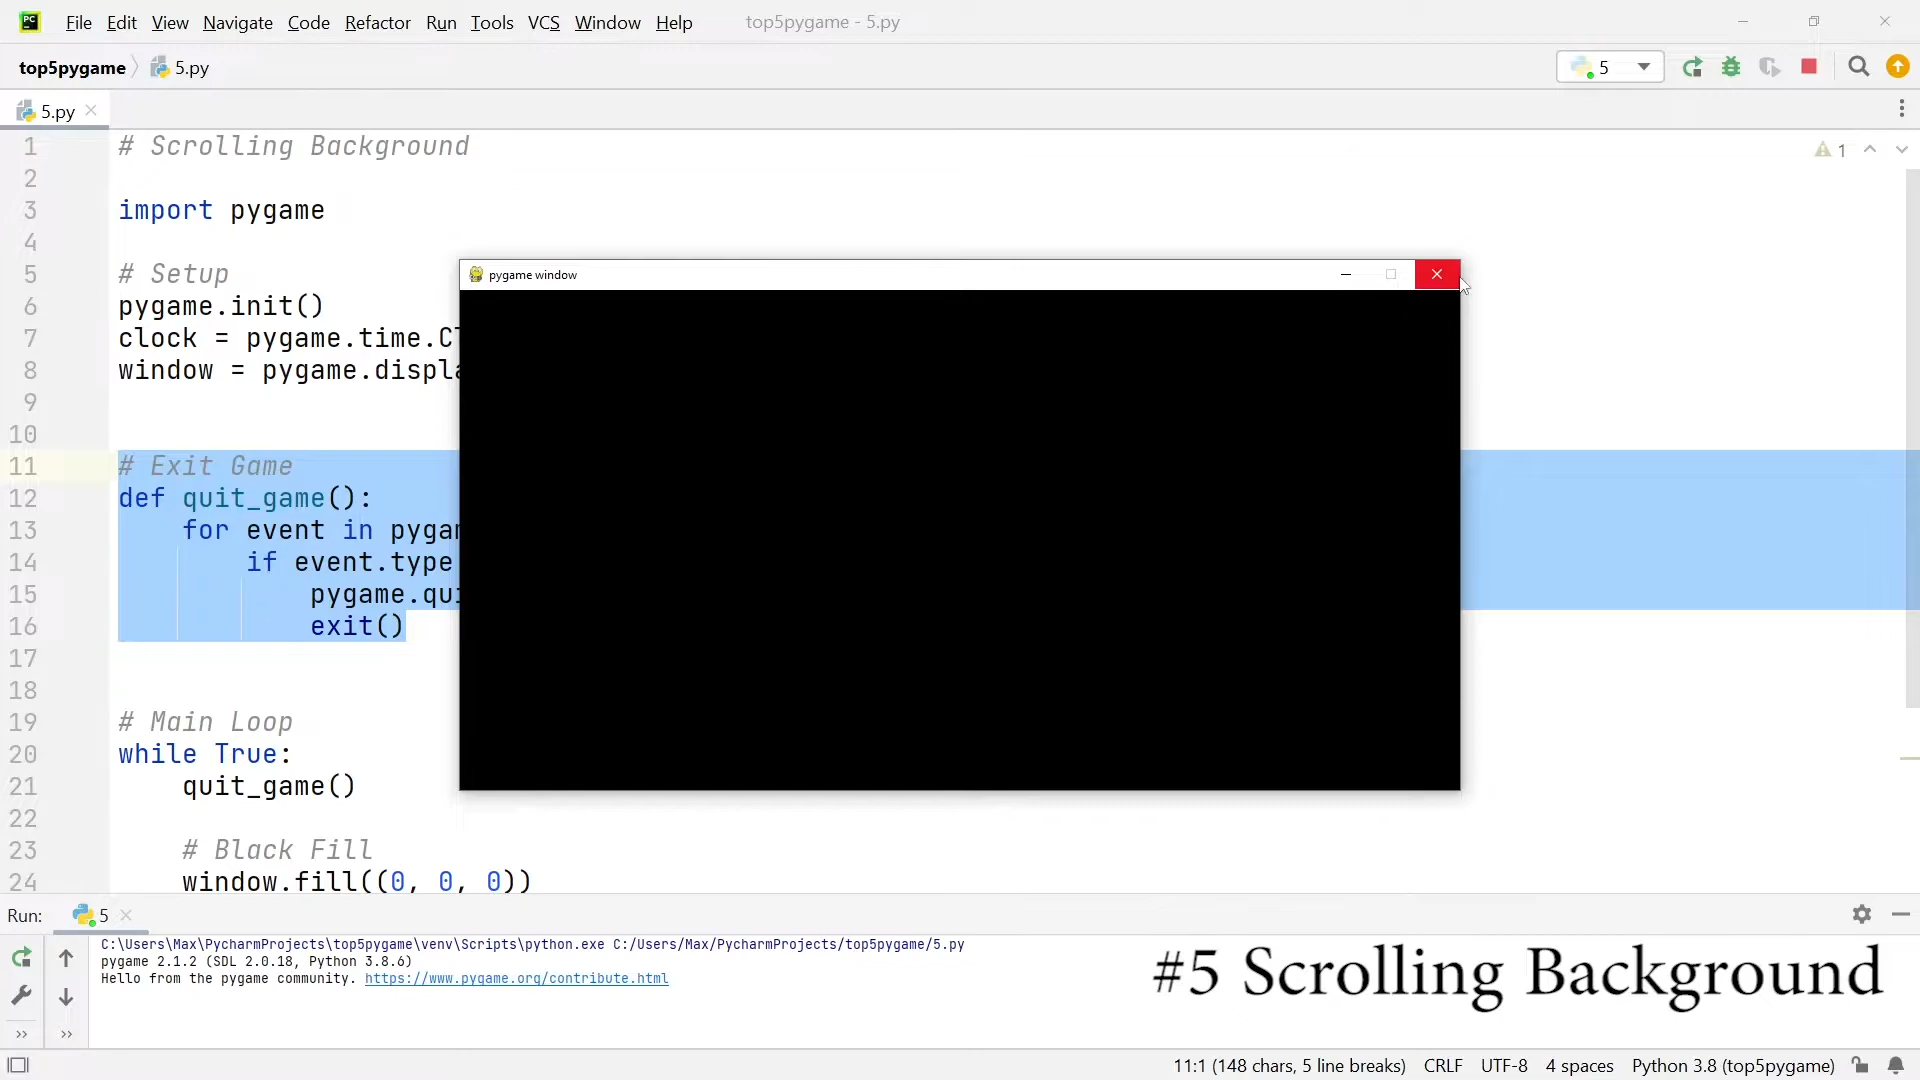 File Edit View Navigate Code Refactor Run Tools VCS Window Help top5pygame - 5.py
top5pygame 5.py 5
5.py
1 # Scrolling Background
1
2
3 import pygame
4
5 # Setup
pygame window
6 pygame.init()
7 clock = pygame.time.C
8 window = pygame.displa
9
10
11 # Exit Game
12 def quit_game():
13 for event in pygam
14 if event.type
15 pygame.qui
16 exit()
17
18
19 # Main Loop
20 while True:
21 quit_game()
22
23 # Black Fill
24 window.fill((0, 0, 0))
Run: 5
C:\Users\Max\PycharmProjects\top5pygame\venv\Scripts\python.exe C:/Users/Max/PycharmProjects/top5pygame/5.py
pygame 2.1.2 (SDL 2.0.18, Python 3.8.6)
Hello from the pygame community. https://www.pygame.org/contribute.html
#5 Scrolling Background
11:1 (148 chars, 5 line breaks) CRLF UTF-8 4 spaces Python 3.8 (top5pygame)